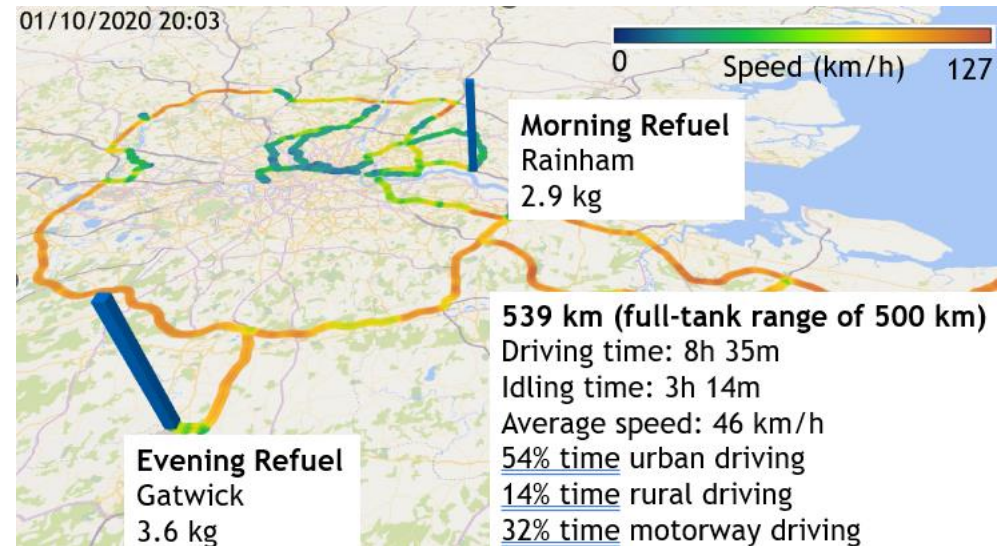 01/10/2020 20:03
0
Speed (km/h)
127
Morning Refuel
Rainham
2.9 kg
539 km (full-tank range of 500 km)
Driving time: 8h 35m
Idling time: 3h 14m
Average speed: 46 km/h
54% time urban driving
14% time rural driving
32% time motorway driving
Evening Refuel
Gatwick
3.6 kg